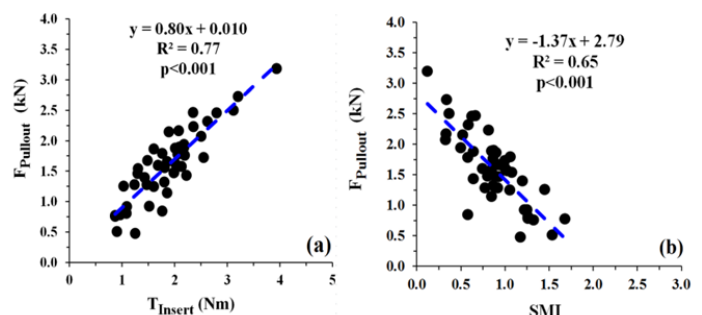 y = 0.80x + 0.010
R² = 0.77
p<0.001
F_Pullout (kN)
4.0
3.5
3.0
2.5
2.0
1.5
1.0
0.5
0.0
0 1 2 3 4 5
T_Insert (Nm)
(a)
y = -1.37x + 2.79
R² = 0.65
p<0.001
F_Pullout (kN)
4.0
3.5
3.0
2.5
2.0
1.5
1.0
0.5
0.0
0.0 0.5 1.0 1.5 2.0 2.5 3.0
SMI
(b)